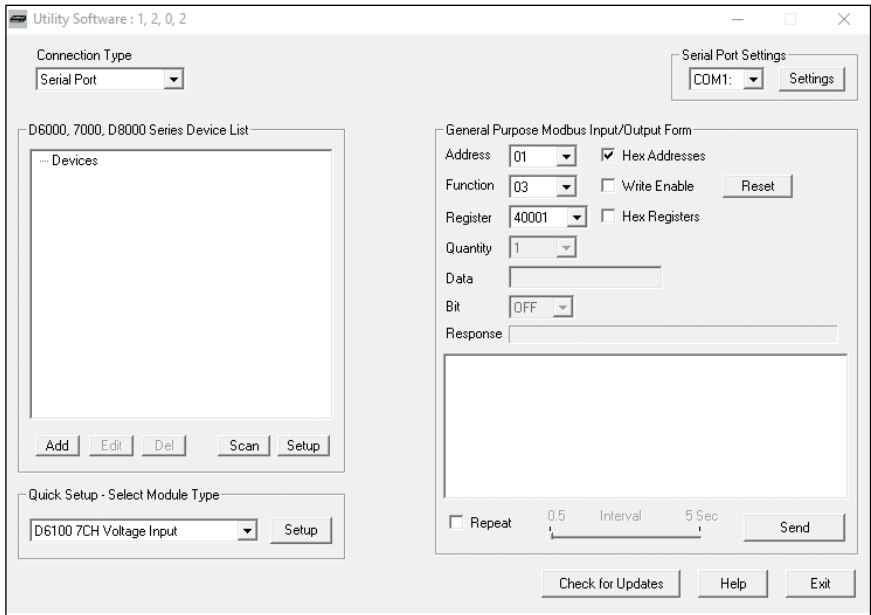 Utility Software : 1, 2, 0, 2
Connection Type
Serial Port
Serial Port Settings
COM1:
Settings
D6000, 7000, D8000 Series Device List
Devices
Add
Edit
Del
Scan
Setup
Quick Setup - Select Module Type
D6100 7CH Voltage Input
Setup
General Purpose Modbus Input/Output Form
Address 01 Hex Addresses
Function 03 Write Enable Reset
Register 40001 Hex Registers
Quantity 1
Data
Bit OFF
Response
Repeat 0.5 Interval 5 Sec Send
Check for Updates Help Exit